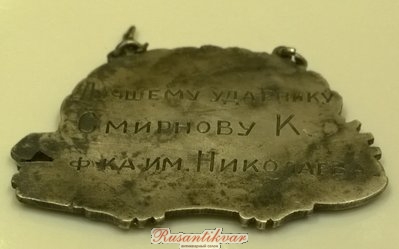 Лучшему ударнику
Смирнову К.
Ф-ка им. Николаева
Rusantikvar